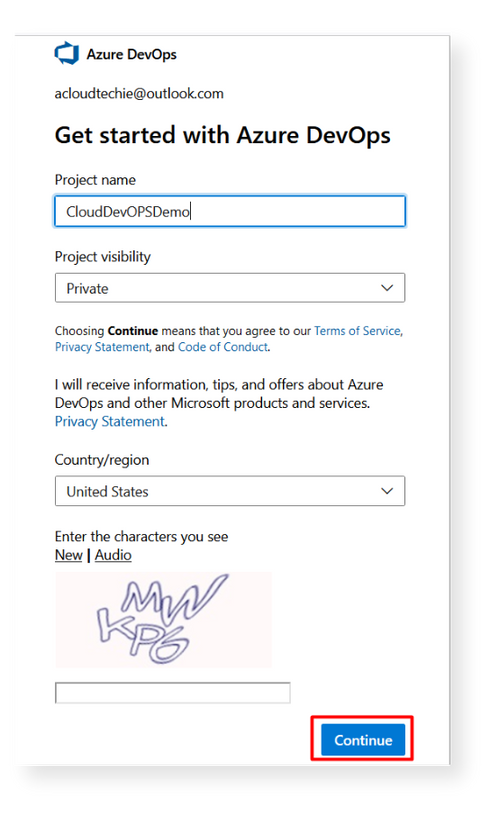 Azure DevOps
acloudtechie@outlook.com
Get started with Azure DevOps
Project name
CloudDevOPSDemo
Project visibility
Private
Choosing Continue means that you agree to our Terms of Service,
Privacy Statement, and Code of Conduct.
I will receive information, tips, and offers about Azure
DevOps and other Microsoft products and services.
Privacy Statement.
Country/region
United States
Enter the characters you see
New | Audio
MWV
KP6
Continue